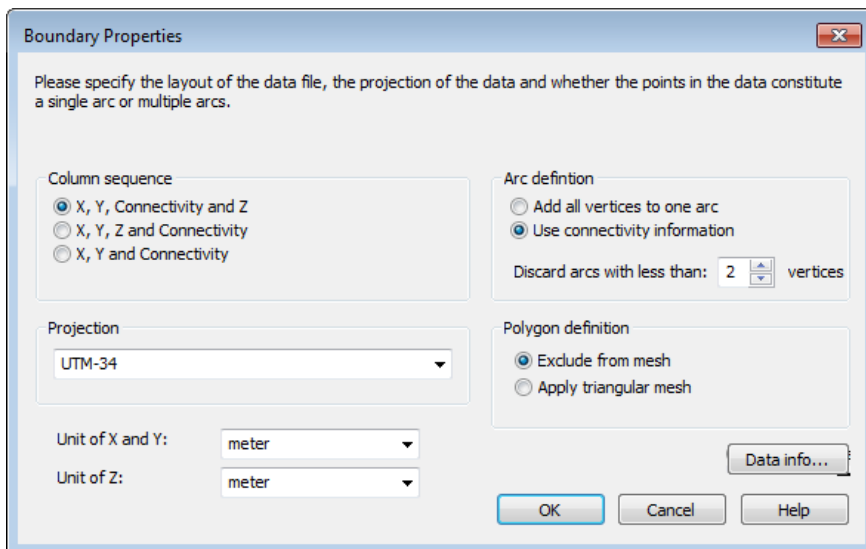 Boundary Properties
Please specify the layout of the data file, the projection of the data and whether the points in the data constitute
a single arc or multiple arcs.
Column sequence
X, Y, Connectivity and Z
X, Y, Z and Connectivity
X, Y and Connectivity
Arc defintion
Add all vertices to one arc
Use connectivity information
Discard arcs with less than: 2 vertices
Projection
UTM-34
Polygon definition
Exclude from mesh
Apply triangular mesh
Unit of X and Y: meter
Unit of Z: meter
Data info...
OK Cancel Help